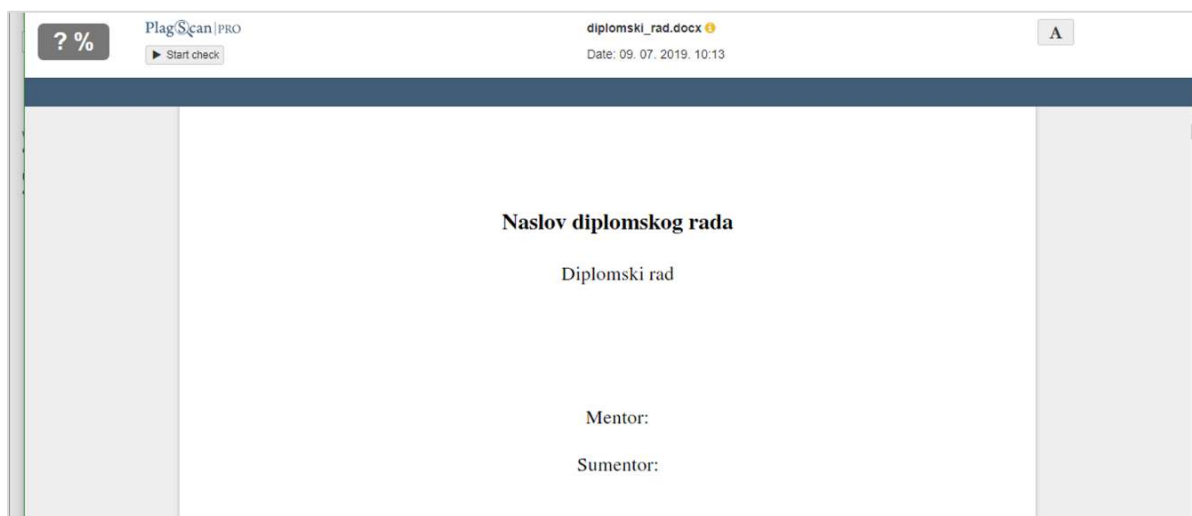 ? %
PlagScan|PRO
Start check
diplomski_rad.docx
Date: 09. 07. 2019. 10:13
A
Naslov diplomskog rada
Diplomski rad
Mentor:
Sumentor: